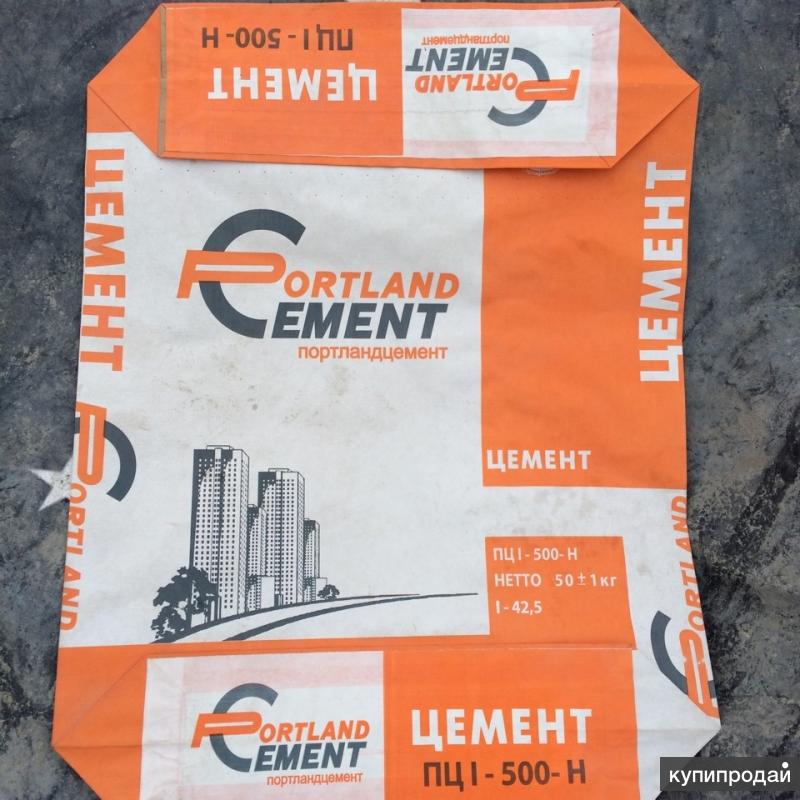 ПЦ I - 500- Н
ЦЕМЕНТ
PORTLAND
CEMENT
портландцемент
ЦЕМЕНТ
ЦЕМЕНТ
PORTLAND
CEMENT
портландцемент
ЦЕМЕНТ
PORTLAND
ПЦ I - 500- Н
НЕТТО 50 ± 1 кг
I - 42,5
PORTLAND
PORTLAND
CEMENT
портландцемент
ЦЕМЕНТ
ПЦ I - 500- Н
купипродай